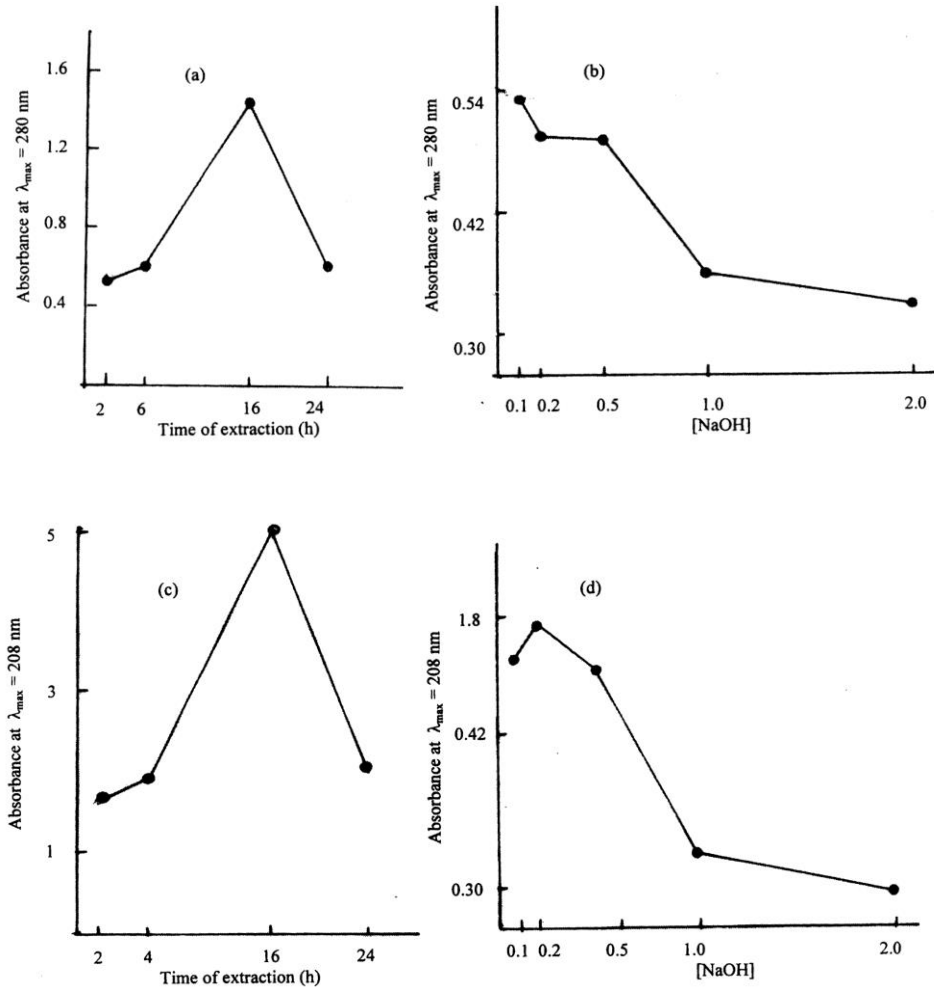 (a)
Absorbance at λmax = 280 nm
1.6
1.2
0.8
0.4
2 6 16 24
Time of extraction (h)
(b)
Absorbance at λmax = 280 nm
0.54
0.42
0.30
0.1 0.2 0.5 1.0 2.0
[NaOH]
(c)
Absorbance at λmax = 208 nm
5
3
1
2 4 16 24
Time of extraction (h)
(d)
Absorbance at λmax = 208 nm
1.8
0.42
0.30
0.1 0.2 0.5 1.0 2.0
[NaOH]